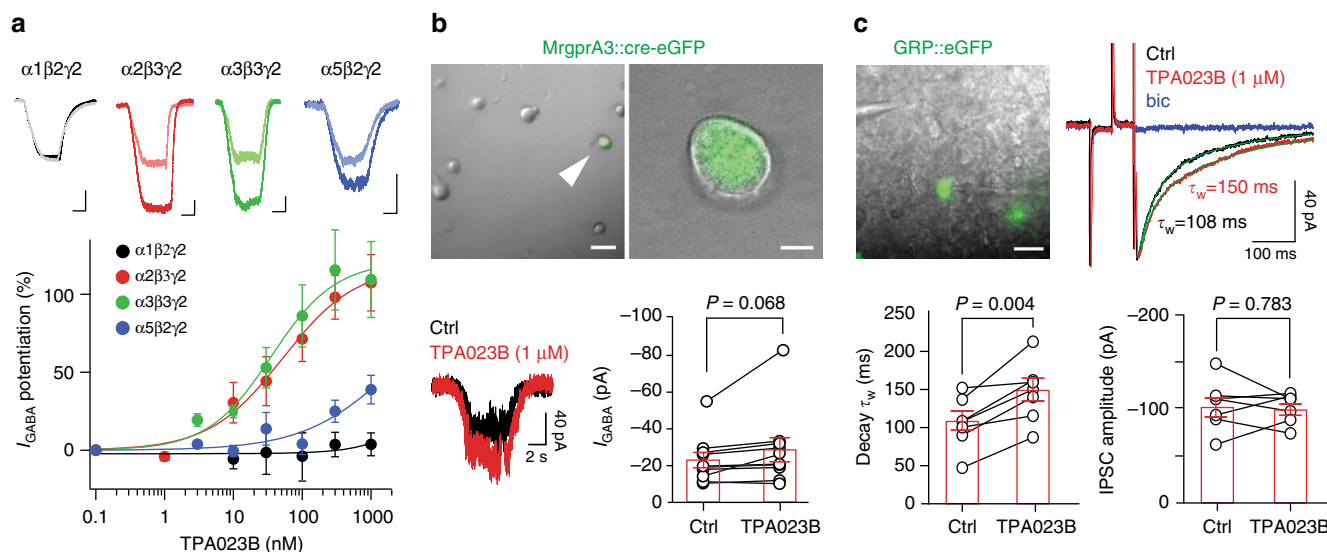 a
α1β2γ2 α2β3γ2 α3β3γ2 α5β2γ2
I_GABA potentiation (%)
100
50
0
α1β2γ2
α2β3γ2
α3β3γ2
α5β2γ2
0.1 1 10 100 1000
TPA023B (nM)
b
MrgprA3::cre-eGFP
Ctrl
TPA023B (1 μM)
40 pA
2 s
P = 0.068
I_GABA (pA)
–100
–80
–60
–40
–20
0
Ctrl TPA023B
c
GRP::eGFP
Ctrl
TPA023B (1 μM)
bic
τw=150 ms
τw=108 ms
40 pA
100 ms
P = 0.004
Decay τw (ms)
250
200
150
100
50
0
Ctrl TPA023B
P = 0.783
IPSC amplitude (pA)
–200
–100
0
Ctrl TPA023B